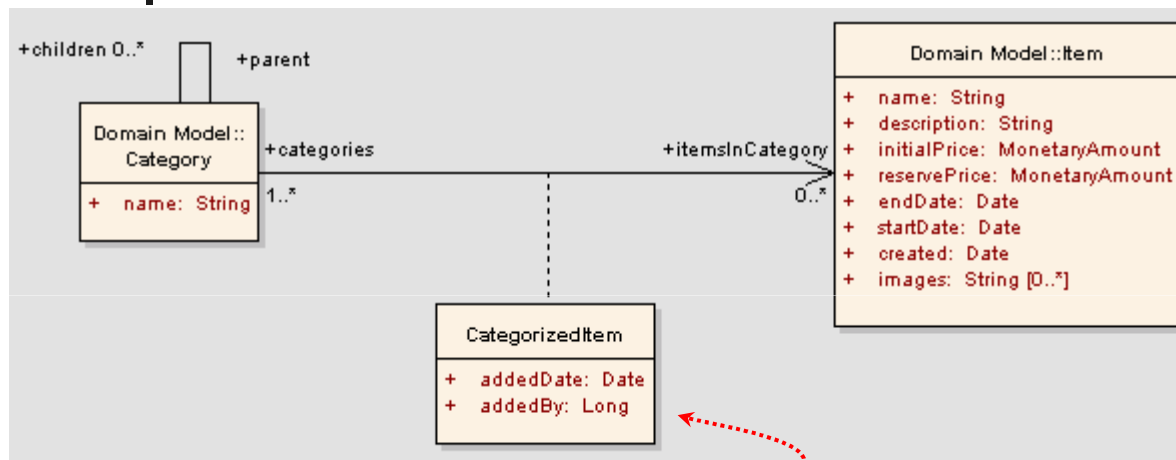 +children 0..*
+parent
Domain Model::
Category
+ name: String
+categories
1..*
+itemsInCategory
0..*
Domain Model::Item
+ name: String
+ description: String
+ initialPrice: MonetaryAmount
+ reservePrice: MonetaryAmount
+ endDate: Date
+ startDate: Date
+ created: Date
+ images: String [0..*]
CategorizedItem
+ addedDate: Date
+ addedBy: Long